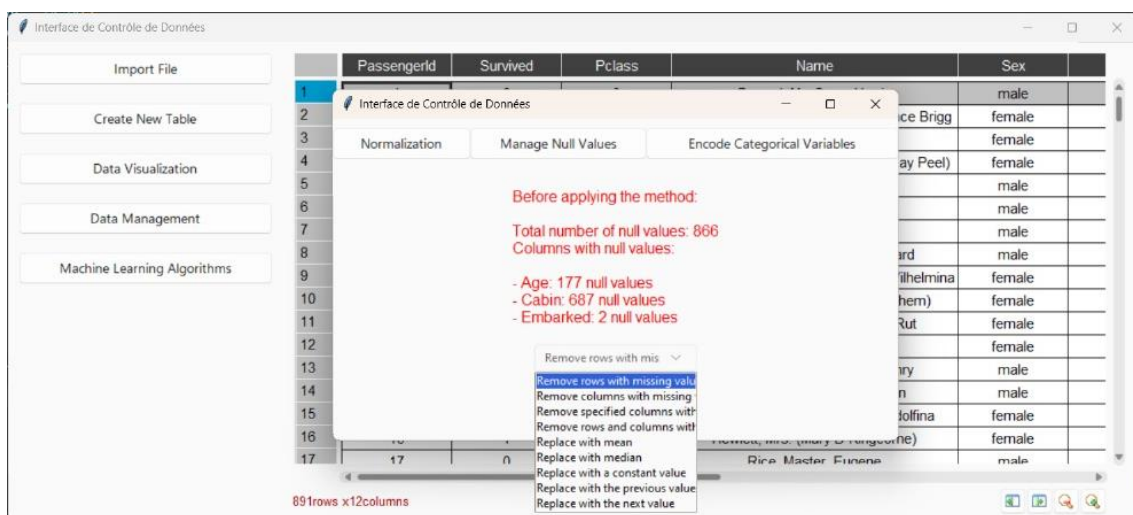 Interface de Contrôle de Données
Import File
Create New Table
Data Visualization
Data Management
Machine Learning Algorithms
PassengerId Survived Pclass Name Sex
1 male
2 nce Brigg female
3 female
4 ay Peel) female
5 male
6 male
7 male
8 ard male
9 ilhelmina female
10 hem) female
11 Rut female
12 female
13 nry male
14 n male
15 dolfina female
16 female
17 17 0 Rice, Master. Eugene male
Interface de Contrôle de Données
Normalization Manage Null Values Encode Categorical Variables
Before applying the method:
Total number of null values: 866
Columns with null values:
- Age: 177 null values
- Cabin: 687 null values
- Embarked: 2 null values
Remove rows with mis
Remove rows with missing valu
Remove columns with missing
Remove specified columns with
Remove rows and columns with
Replace with mean
Replace with median
Replace with a constant value
Replace with the previous value
Replace with the next value
891rows x12columns